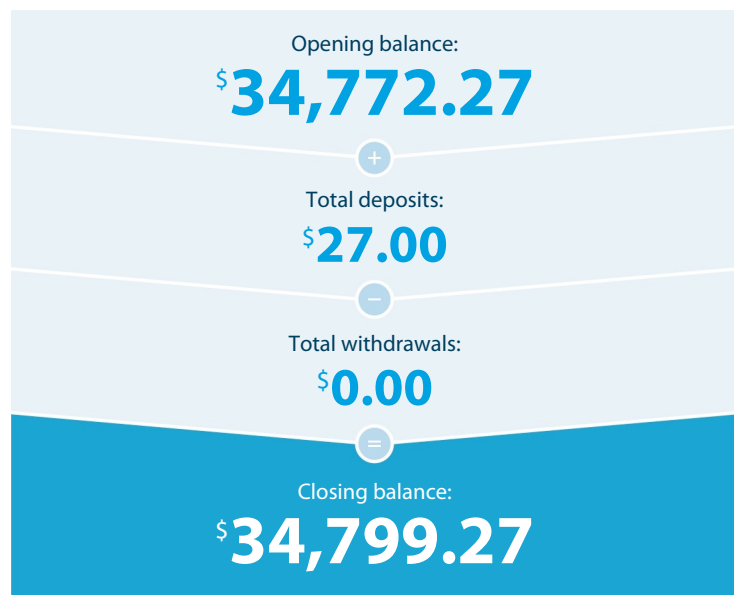 Opening balance:
$34,772.27
+
Total deposits:
$27.00
−
Total withdrawals:
$0.00
=
Closing balance:
$34,799.27